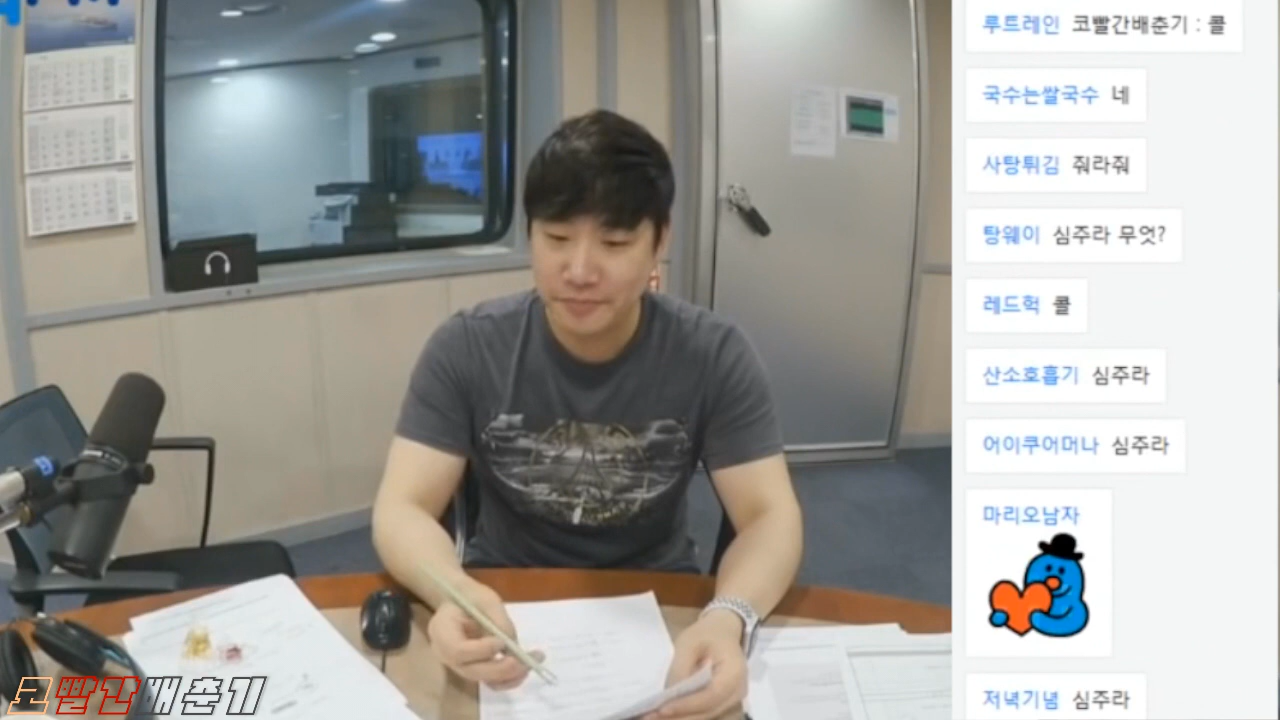 루트레인 코빨간배춘기 : 콜
국수는쌀국수 네
사탕튀김 줘라줘
탕웨이 심주라 무엇?
레드헉 콜
산소호흡기 심주라
어이쿠어머나 심주라
마리오남자
저녁기념 심주라
코빨간배춘기